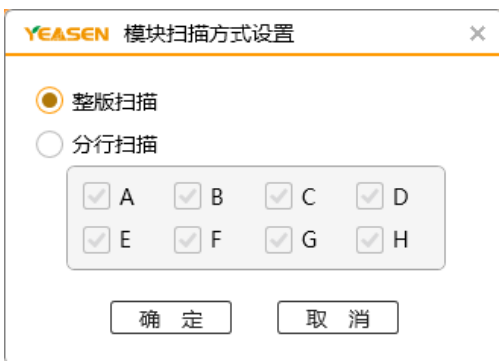 YEASEN 模块扫描方式设置
整版扫描
分行扫描
A B C D
E F G H
确 定 取 消